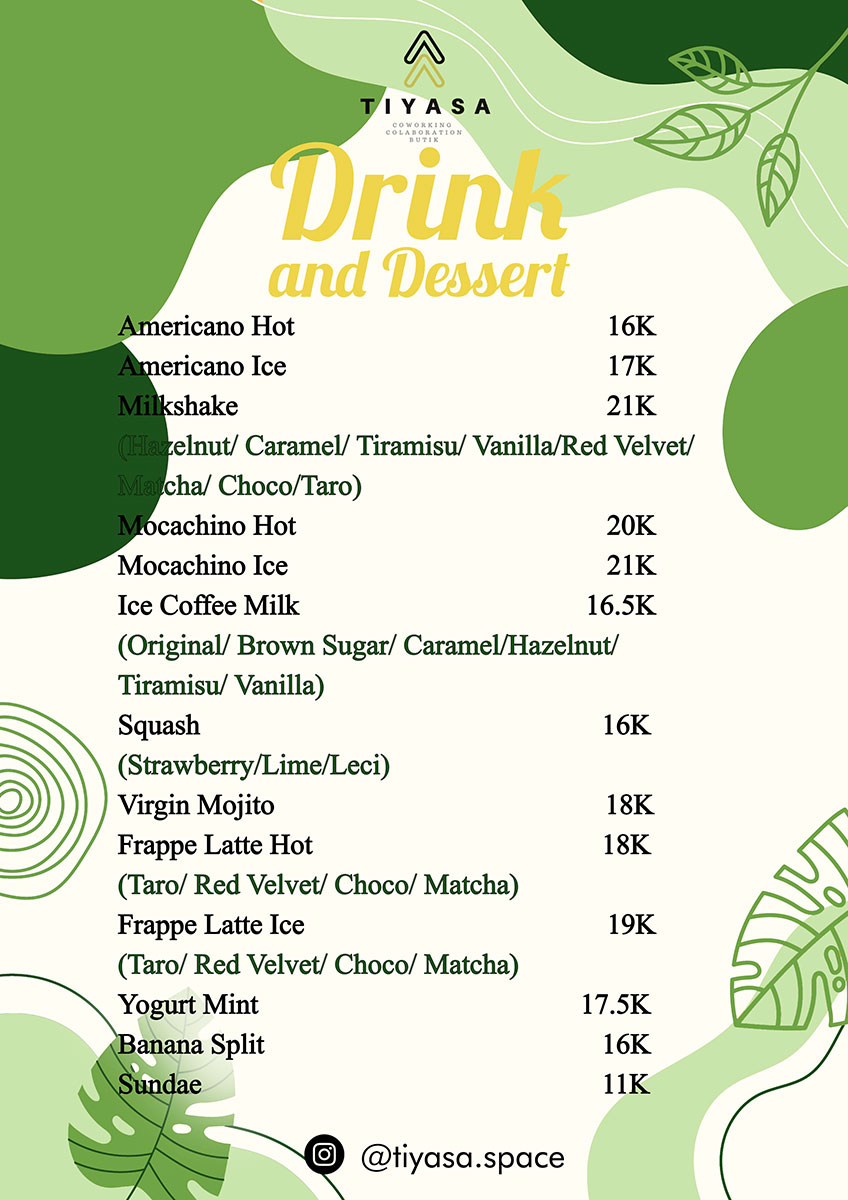 TIYASA
COWORKING
COLABORATION
BUTIK
Drink
and Dessert
Americano Hot 16K
Americano Ice 17K
Milkshake 21K
(Hazelnut/ Caramel/ Tiramisu/ Vanilla/Red Velvet/
Matcha/ Choco/Taro)
Mocachino Hot 20K
Mocachino Ice 21K
Ice Coffee Milk 16.5K
(Original/ Brown Sugar/ Caramel/Hazelnut/
Tiramisu/ Vanilla)
Squash 16K
(Strawberry/Lime/Leci)
Virgin Mojito 18K
Frappe Latte Hot 18K
(Taro/ Red Velvet/ Choco/ Matcha)
Frappe Latte Ice 19K
(Taro/ Red Velvet/ Choco/ Matcha)
Yogurt Mint 17.5K
Banana Split 16K
Sundae 11K
@tiyasa.space